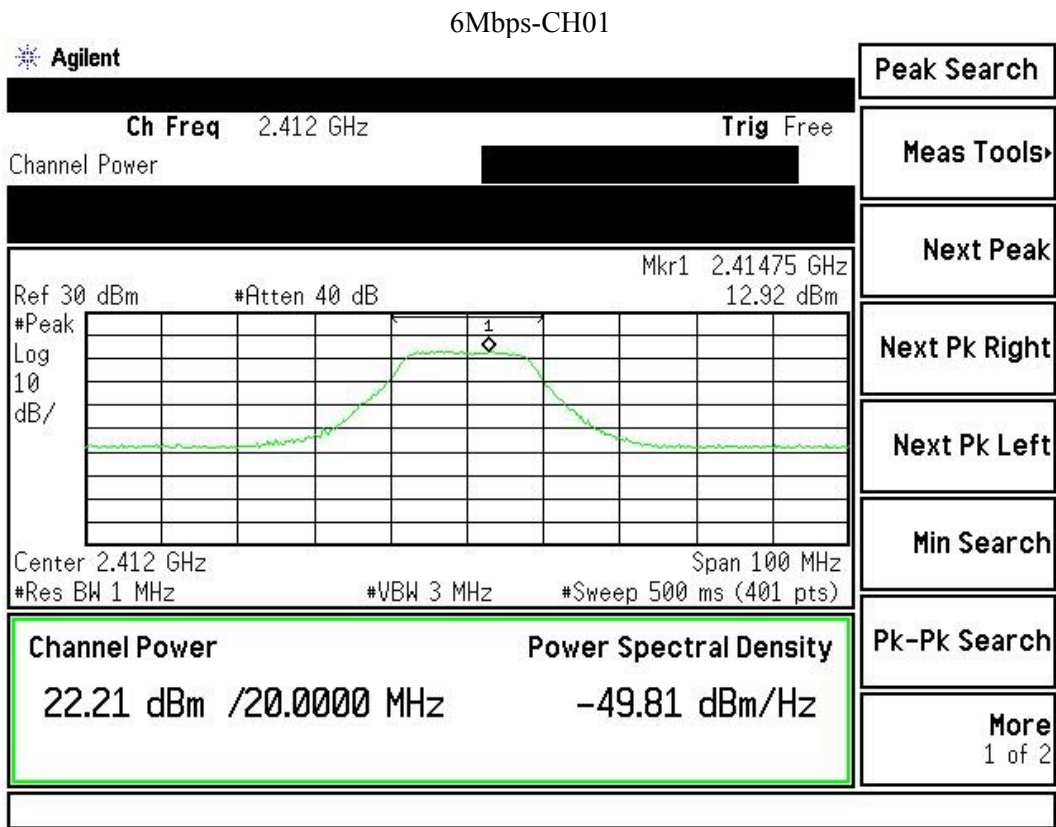 6Mbps-CH01
Agilent
Peak Search
Ch Freq 2.412 GHz Trig Free
Channel Power
Meas Tools
Next Peak
Mkr1 2.41475 GHz
Ref 30 dBm #Atten 40 dB 12.92 dBm
#Peak
Log
10
dB/
1
Next Pk Right
Next Pk Left
Min Search
Center 2.412 GHz Span 100 MHz
#Res BW 1 MHz #VBW 3 MHz #Sweep 500 ms (401 pts)
Channel Power Power Spectral Density
22.21 dBm /20.0000 MHz -49.81 dBm/Hz
Pk-Pk Search
More
1 of 2